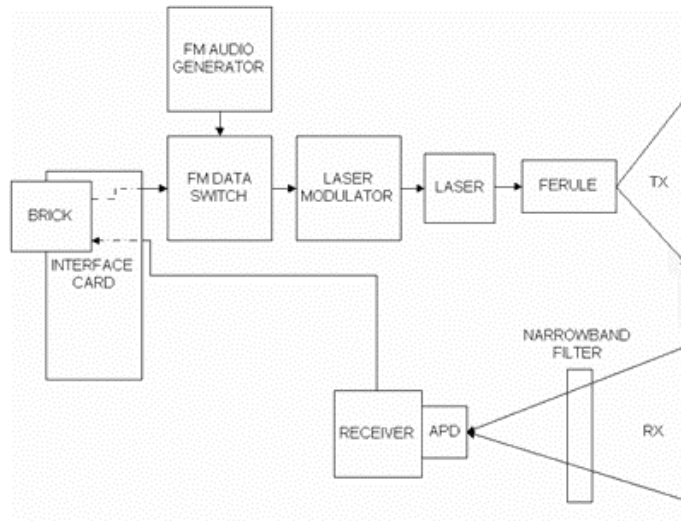 FM AUDIO
GENERATOR
FM DATA
SWITCH
LASER
MODULATOR
LASER
FERULE
TX
BRICK
INTERFACE
CARD
NARROWBAND
FILTER
RECEIVER
APD
RX